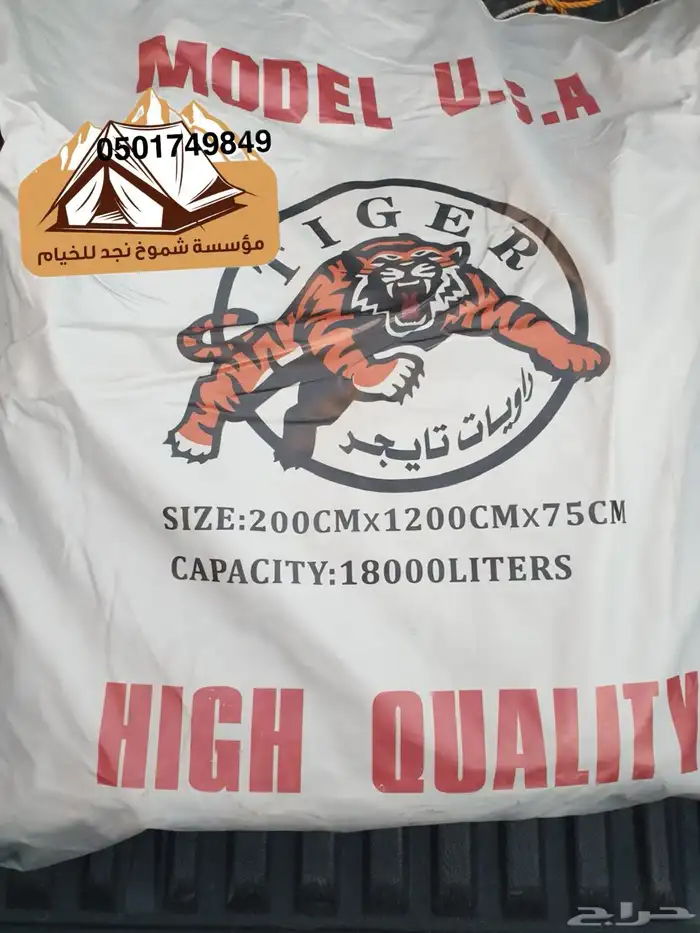 MODEL U.S.A
0501749849
مؤسسة شموخ نجد للخيام
TIGER
راويات تايجر
SIZE:200CMx1200CMx75CM
CAPACITY:18000LITERS
HIGH QUALITY
حراج